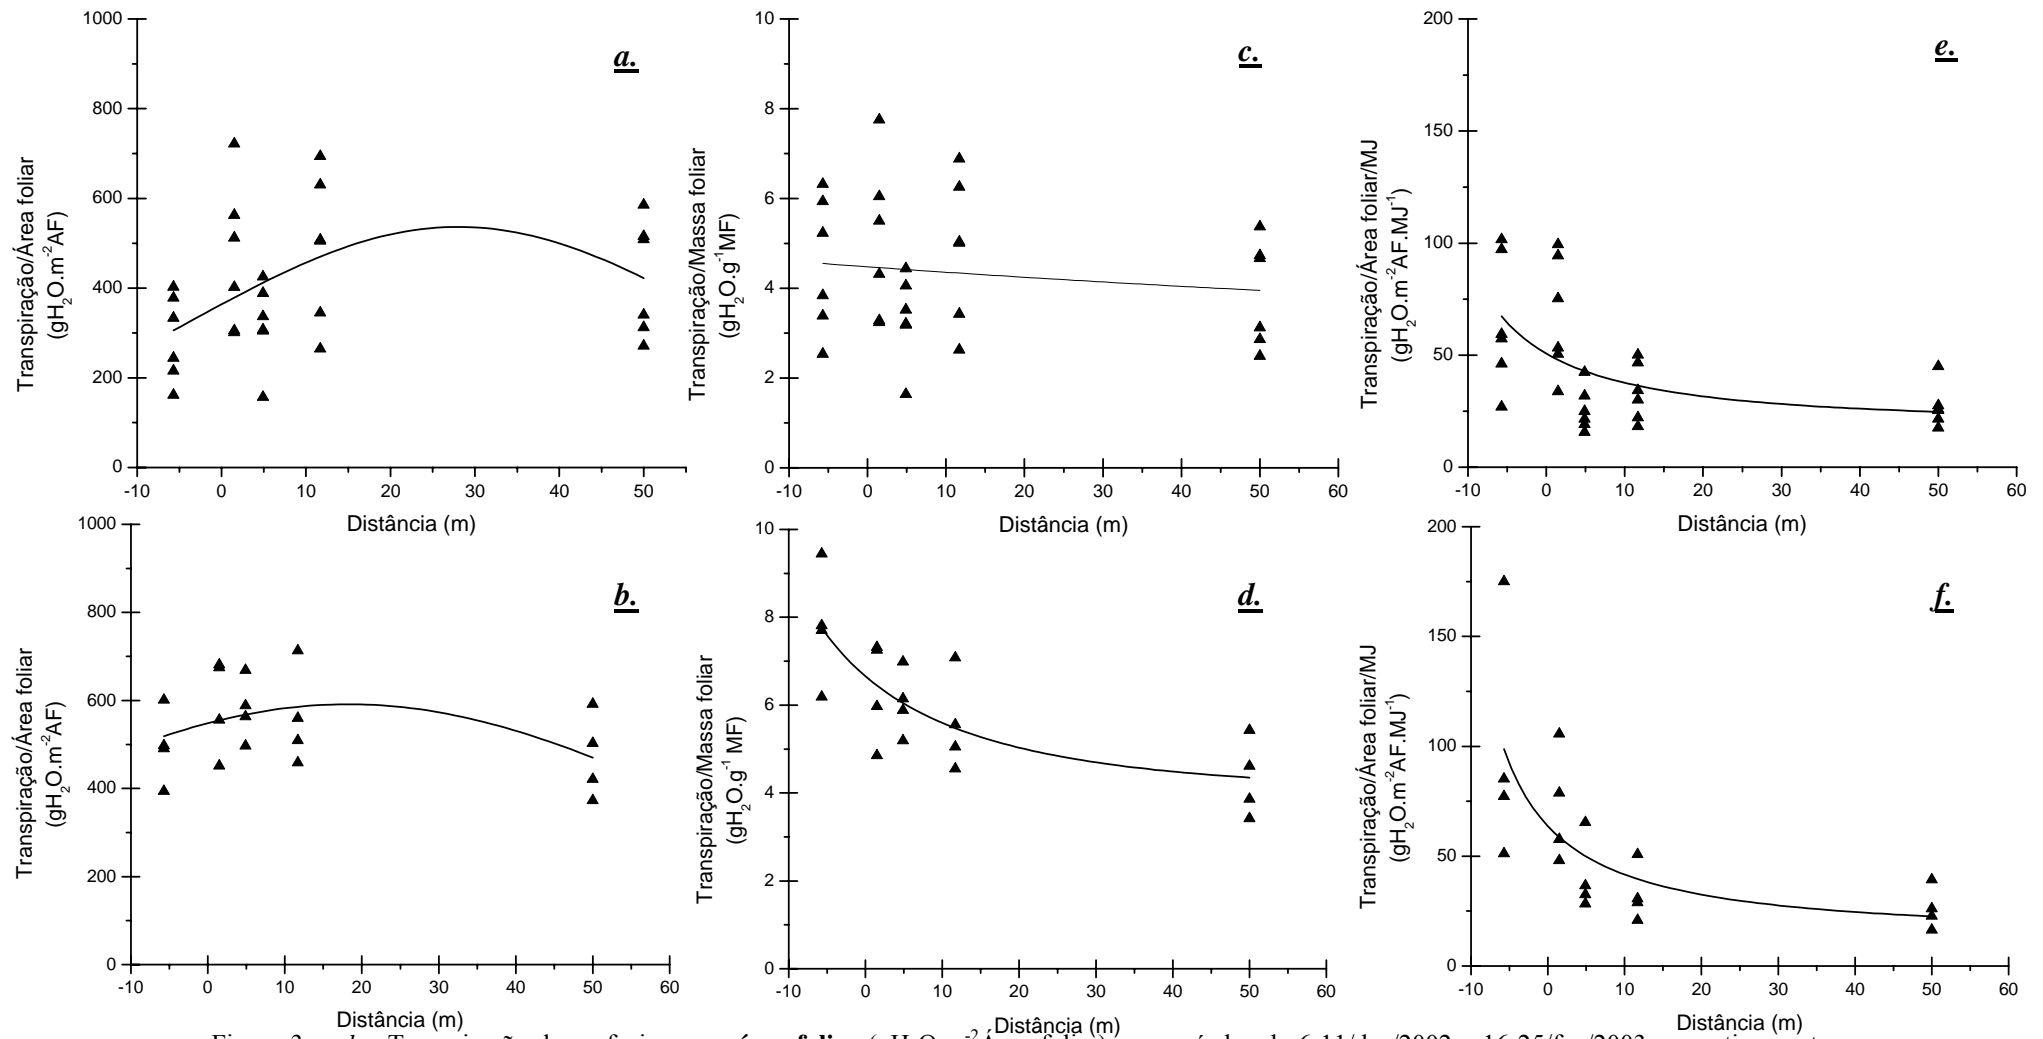 a.
1000
800
600
400
200
0
-10 0 10 20 30 40 50
Transpiração/Área foliar
(gH2O.m-2AF)
Distância (m)
c.
10
8
6
4
2
0
-10 0 10 20 30 40 50 60
Transpiração/Massa foliar
(gH2O.g-1MF)
Distância (m)
e.
200
150
100
50
0
-10 0 10 20 30 40 50 60
Transpiração/Área foliar/MJ
(gH2O.m-2AF.MJ-1)
Distância (m)
b.
1000
800
600
400
200
0
-10 0 10 20 30 40 50 60
Transpiração/Área foliar
(gH2O.m-2AF)
Distância (m)
d.
10
8
6
4
2
0
-10 0 10 20 30 40 50 60
Transpiração/Massa foliar
(gH2O.g-1 MF)
Distância (m)
f.
200
150
100
50
0
-10 0 10 20 30 40 50 60
Transpiração/Área foliar/MJ
(gH2O.m-2AF.MJ-1)
Distância (m)